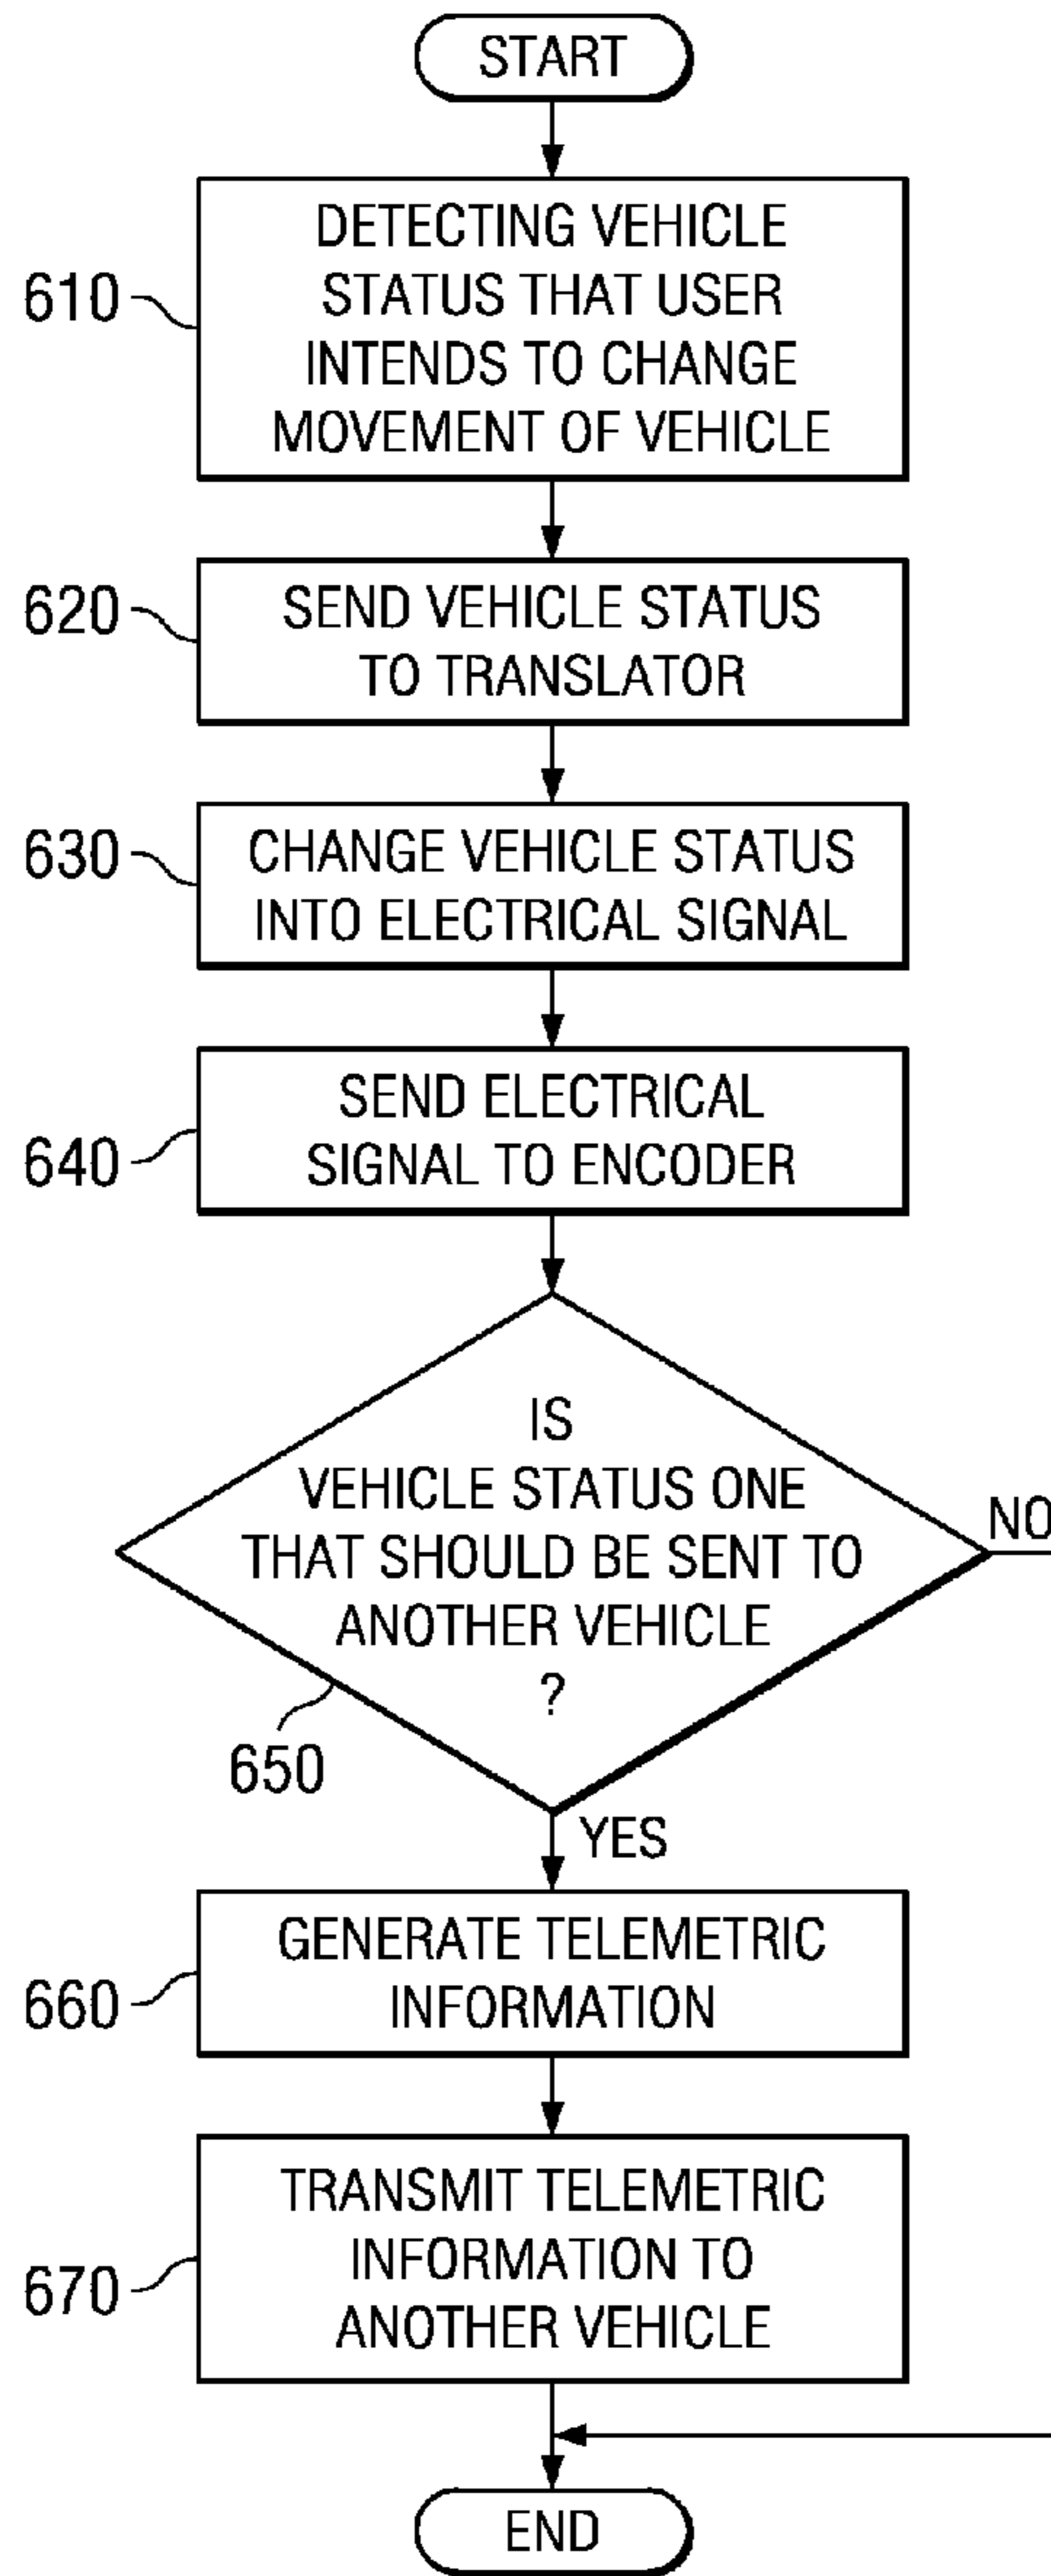 START
DETECTING VEHICLE
STATUS THAT USER
INTENDS TO CHANGE
MOVEMENT OF VEHICLE
610
SEND VEHICLE STATUS
TO TRANSLATOR
620
CHANGE VEHICLE STATUS
INTO ELECTRICAL SIGNAL
630
SEND ELECTRICAL
SIGNAL TO ENCODER
640
IS
VEHICLE STATUS ONE
THAT SHOULD BE SENT TO
ANOTHER VEHICLE
?
NO
650
YES
GENERATE TELEMETRIC
INFORMATION
660
TRANSMIT TELEMETRIC
INFORMATION TO
ANOTHER VEHICLE
670
END